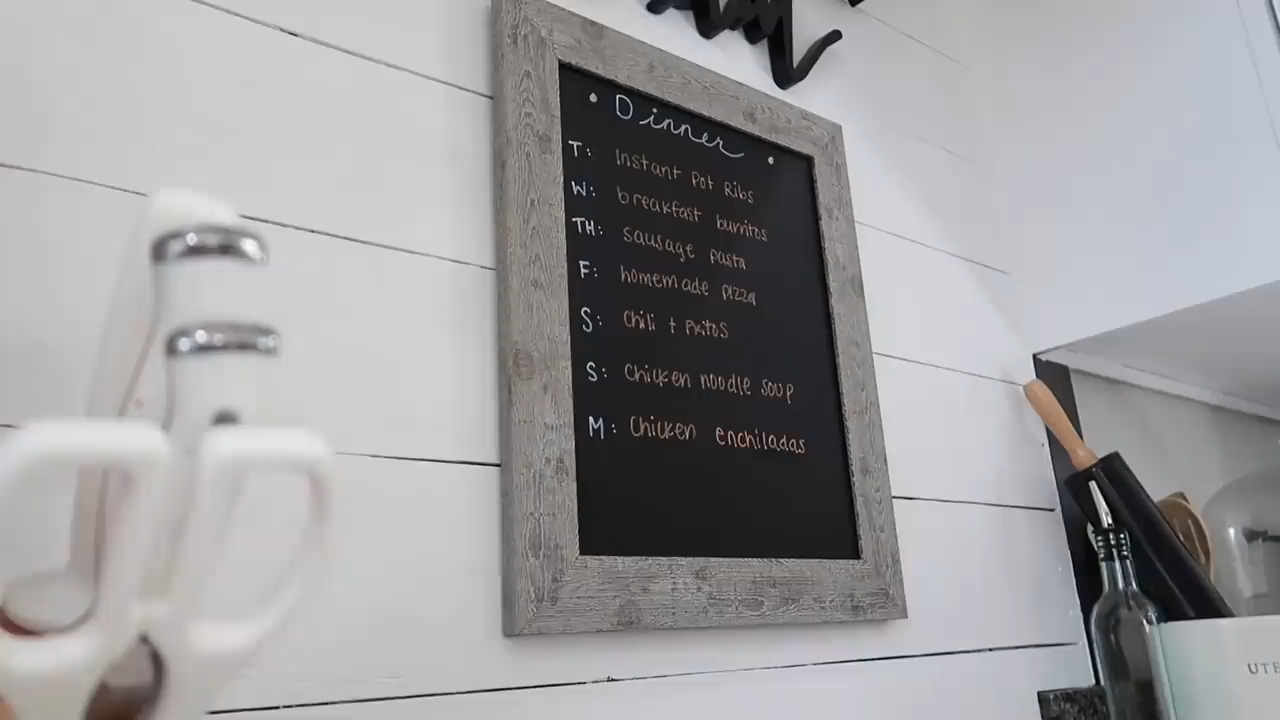 • Dinner •
T: Instant Pot Ribs
W: breakfast burritos
TH: sausage pasta
F: homemade pizza
S: Chili + Fritos
S: Chicken noodle soup
M: Chicken enchiladas